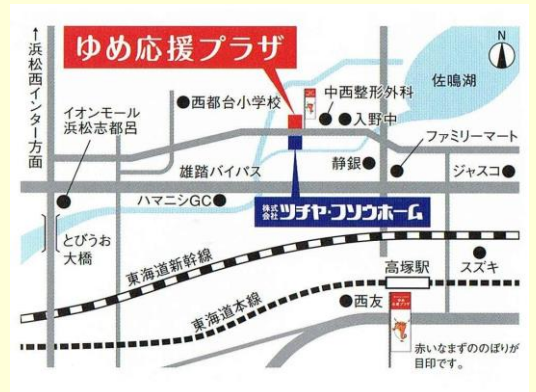 ↑浜松西インター方面
ゆめ応援プラザ
N
佐鳴湖
イオンモール
浜松志都呂
西都台小学校
中西整形外科
入野中
ファミリーマート
雄踏バイパス
静銀
ジャスコ
ハマニシGC
株式会社 ツチヤ・フソウホーム
とびうお
大橋
東海道新幹線
高塚駅
スズキ
東海道本線
西友
赤いなまずののぼりが
目印です。